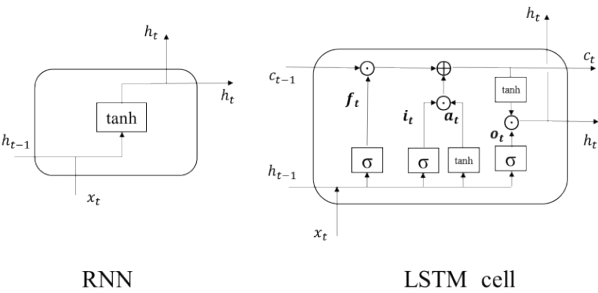 h_t
tanh
h_t
h_{t-1}
x_t
RNN
h_t
c_{t-1}
c_t
tanh
f_t
i_t
a_t
o_t
h_t
σ
σ
tanh
σ
h_{t-1}
x_t
LSTM cell